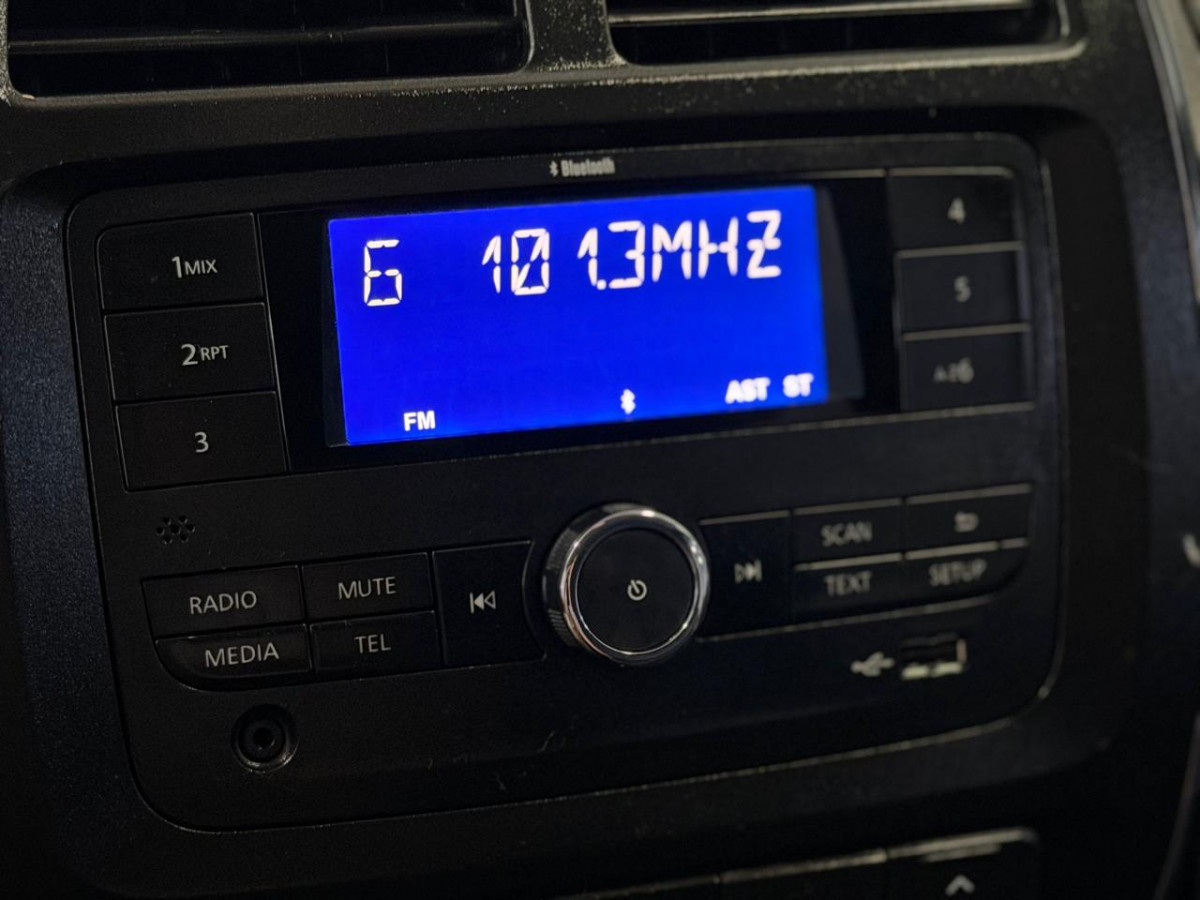 Bluetooth
6 101.3MHZ
FM AST ST
1MIX
2RPT
3
4
5
6
RADIO
MUTE
MEDIA
TEL
SCAN
TEXT
SETUP